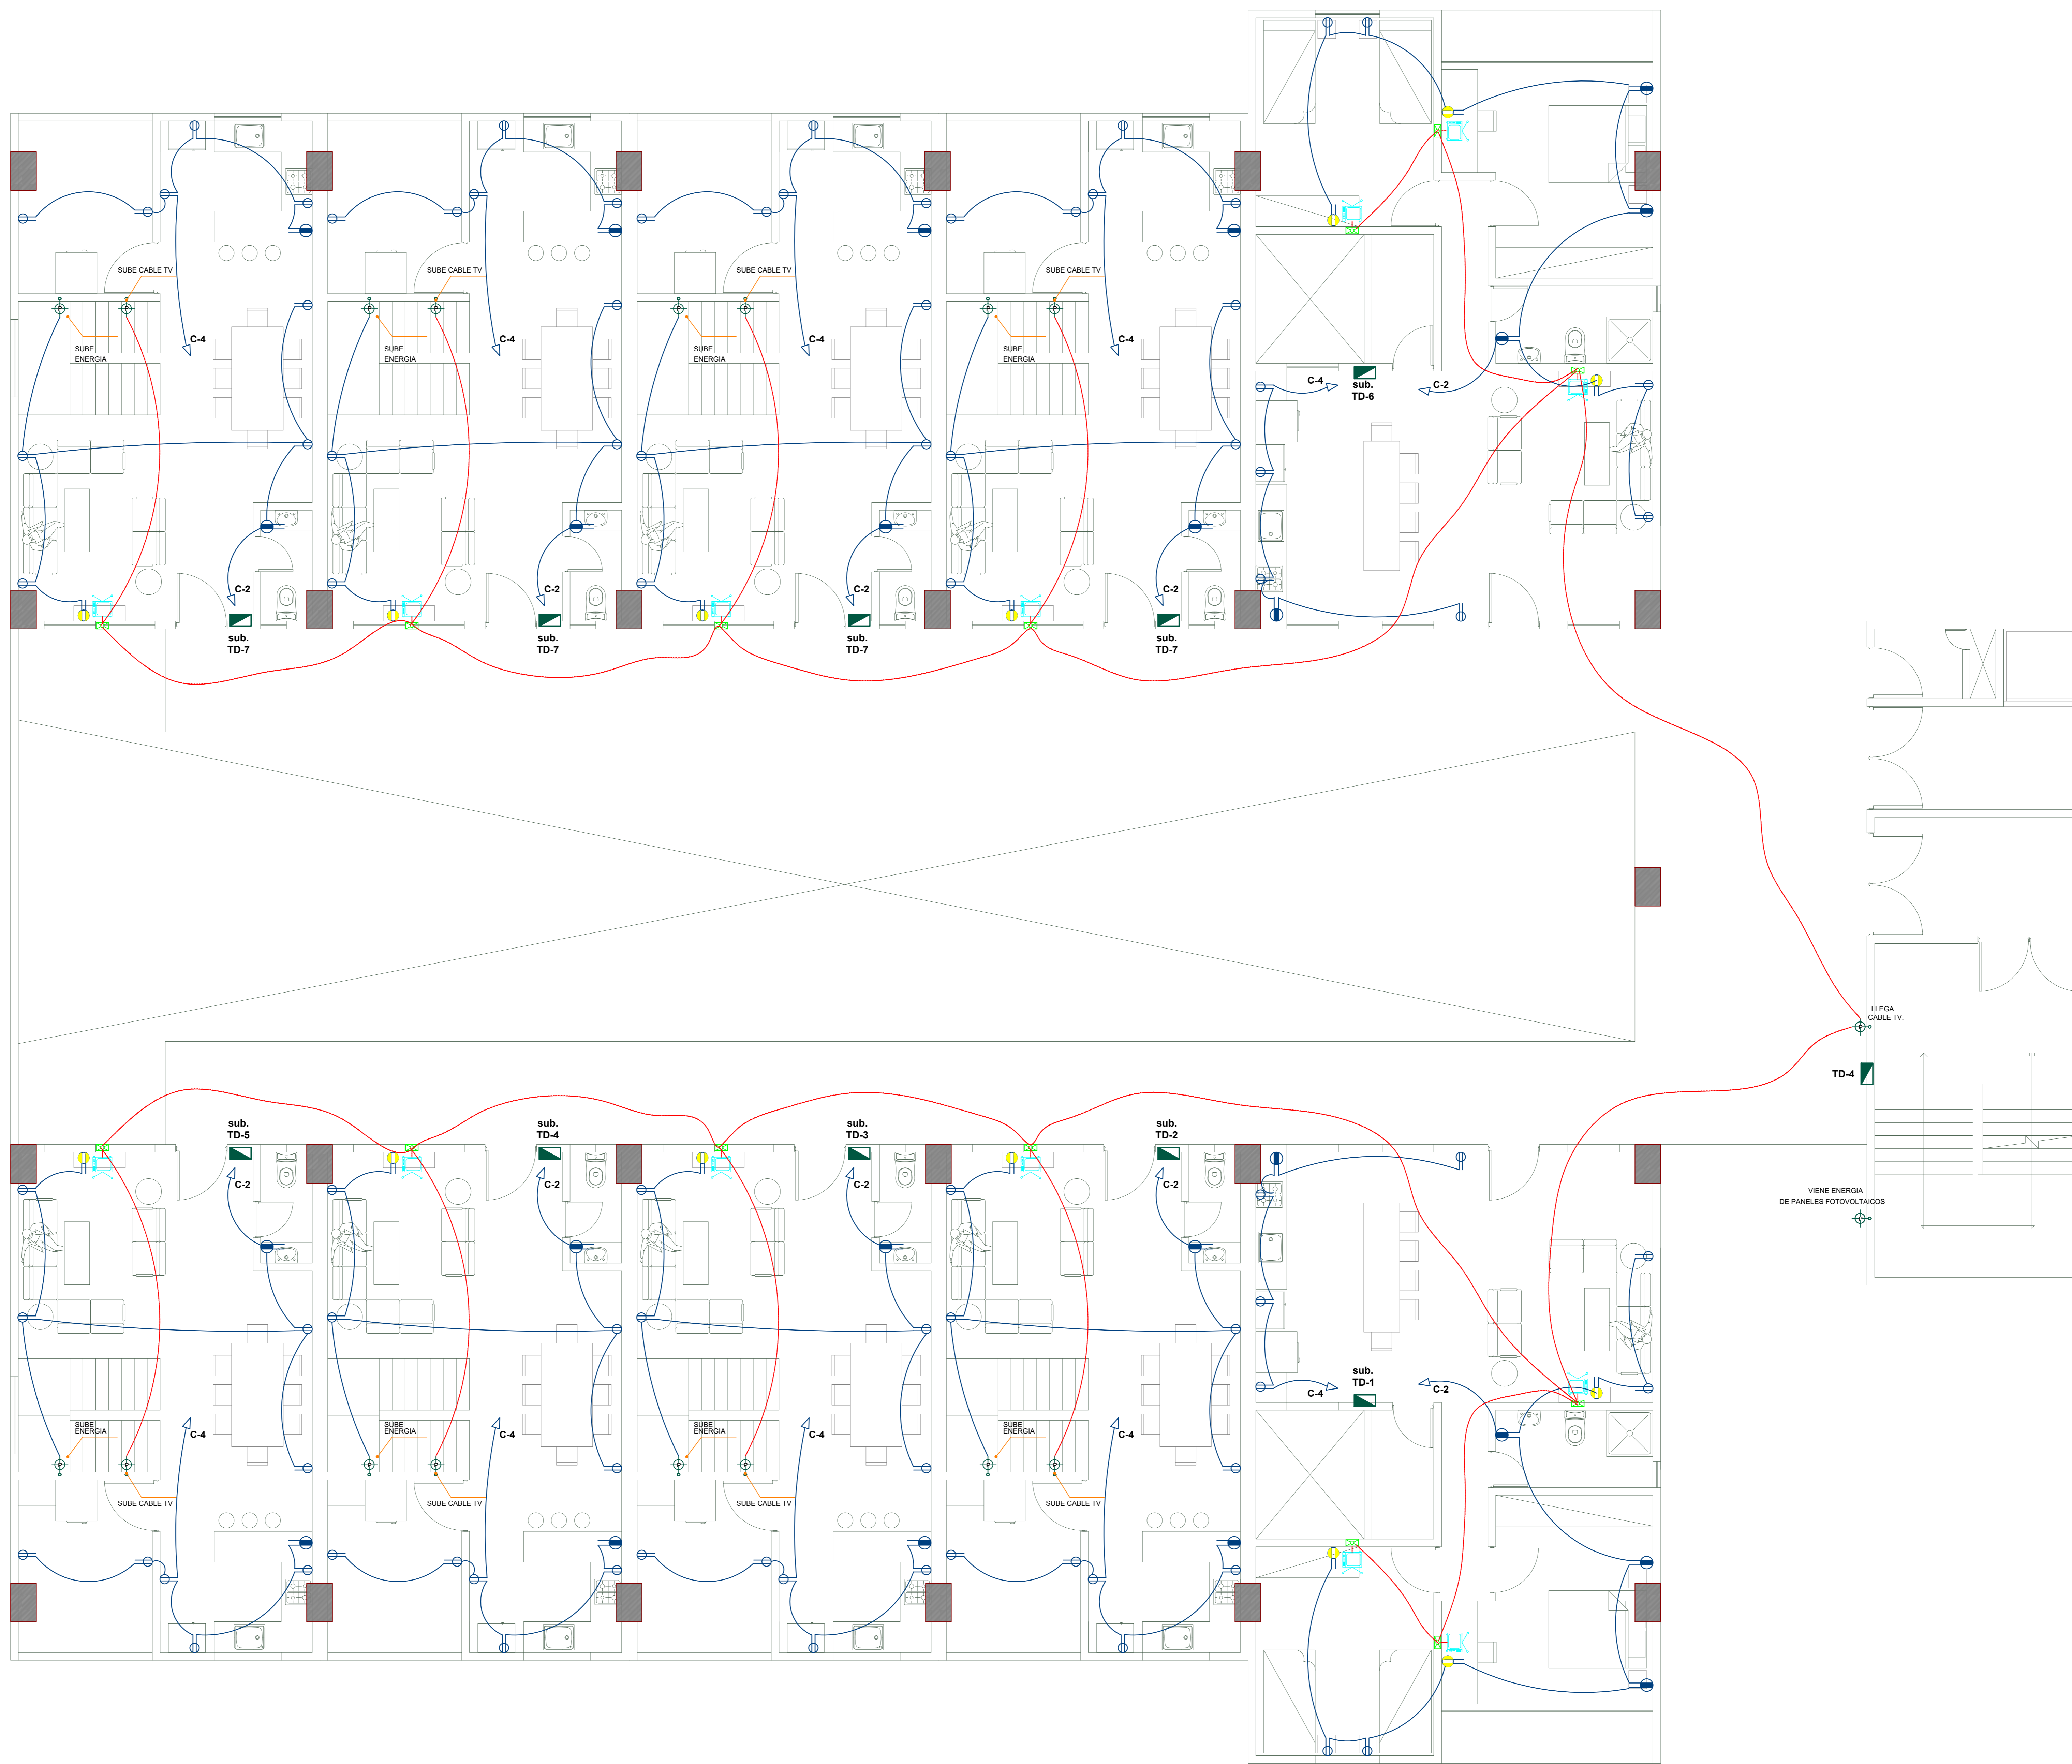 SUBE CABLE TV
SUBE CABLE TV
SUBE CABLE TV
SUBE CABLE TV
C-4
C-4
C-4
C-4
SUBE
ENERGIA
SUBE
ENERGIA
SUBE
ENERGIA
SUBE
ENERGIA
C-4
sub.
TD-6
C-2
C-2
C-2
C-2
C-2
sub.
TD-7
sub.
TD-7
sub.
TD-7
sub.
TD-7
LLEGA
CABLE TV.
TD-4
sub.
TD-5
sub.
TD-4
sub.
TD-3
sub.
TD-2
C-2
C-2
C-2
C-2
VIENE ENERGIA
DE PANELES FOTOVOLTAICOS
sub.
TD-1
C-4
C-2
SUBE
ENERGIA
SUBE
ENERGIA
SUBE
ENERGIA
SUBE
ENERGIA
C-4
C-4
C-4
C-4
SUBE CABLE TV
SUBE CABLE TV
SUBE CABLE TV
SUBE CABLE TV